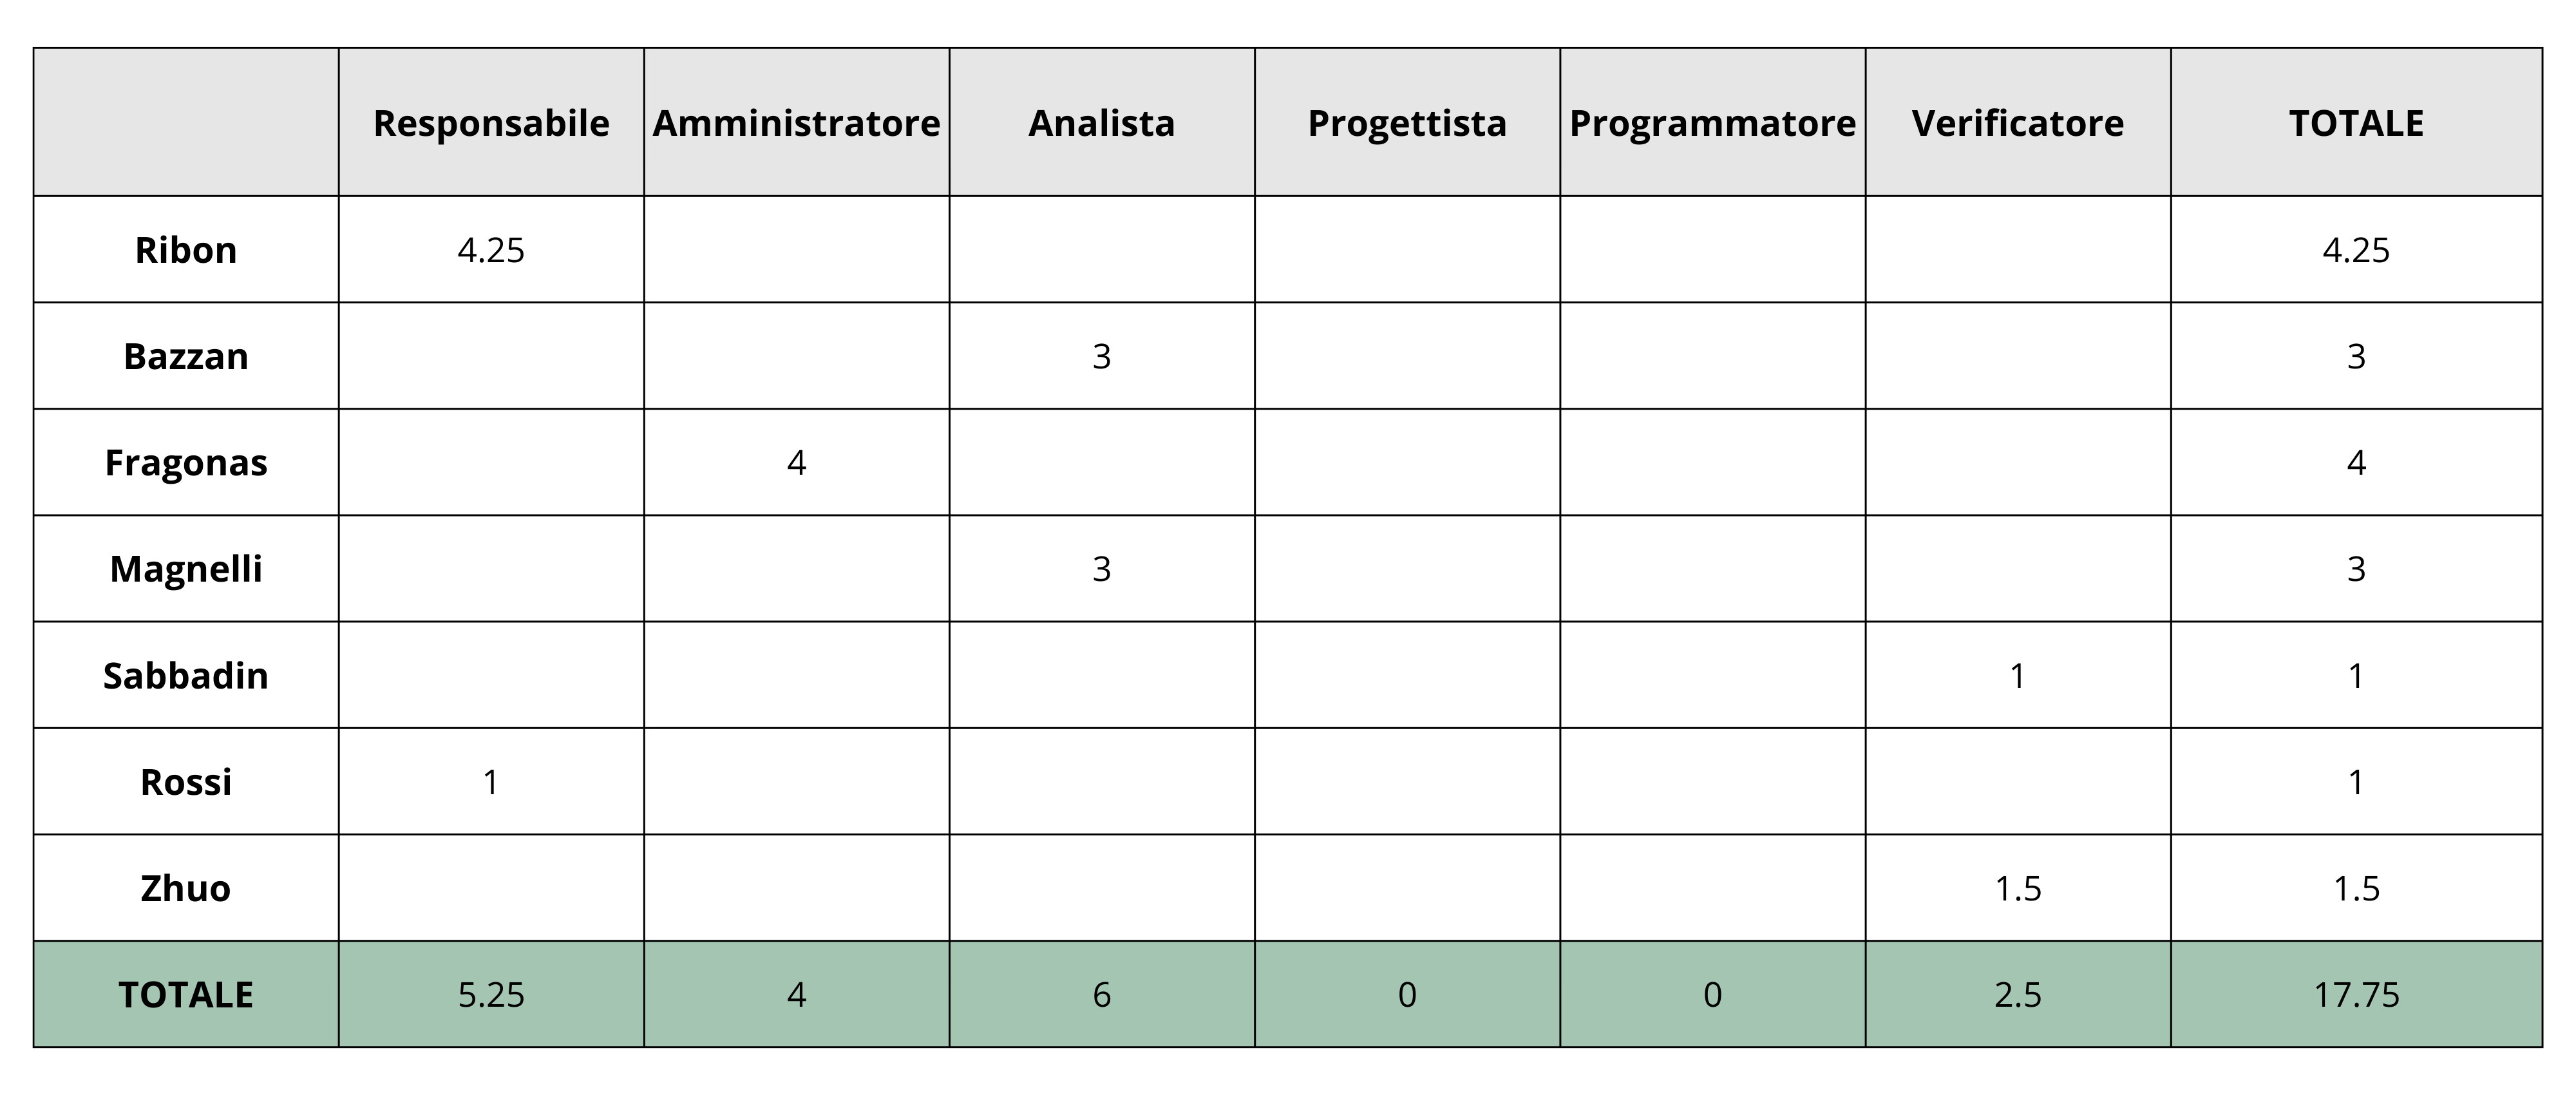 Responsabile Amministratore Analista Progettista Programmatore Verificatore TOTALE
Ribon 4.25 4.25
Bazzan 3 3
Fragonas 4 4
Magnelli 3 3
Sabbadin 1 1
Rossi 1 1
Zhuo 1.5 1.5
TOTALE 5.25 4 6 0 0 2.5 17.75